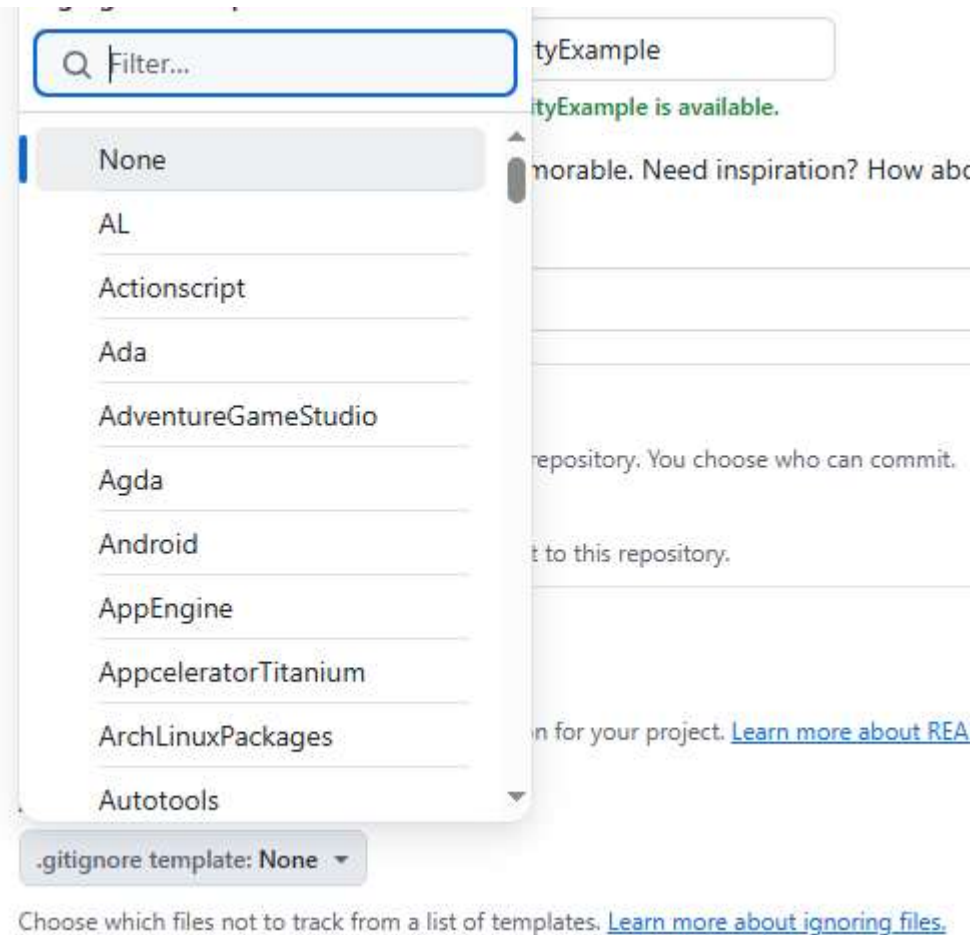 Filter...
tyExample
ityExample is available.
None
morable. Need inspiration? How abo
AL
Actionscript
Ada
AdventureGameStudio
repository. You choose who can commit.
Agda
Android
t to this repository.
AppEngine
AppceleratorTitanium
ArchLinuxPackages
n for your project. Learn more about REA
Autotools
.gitignore template: None
Choose which files not to track from a list of templates. Learn more about ignoring files.